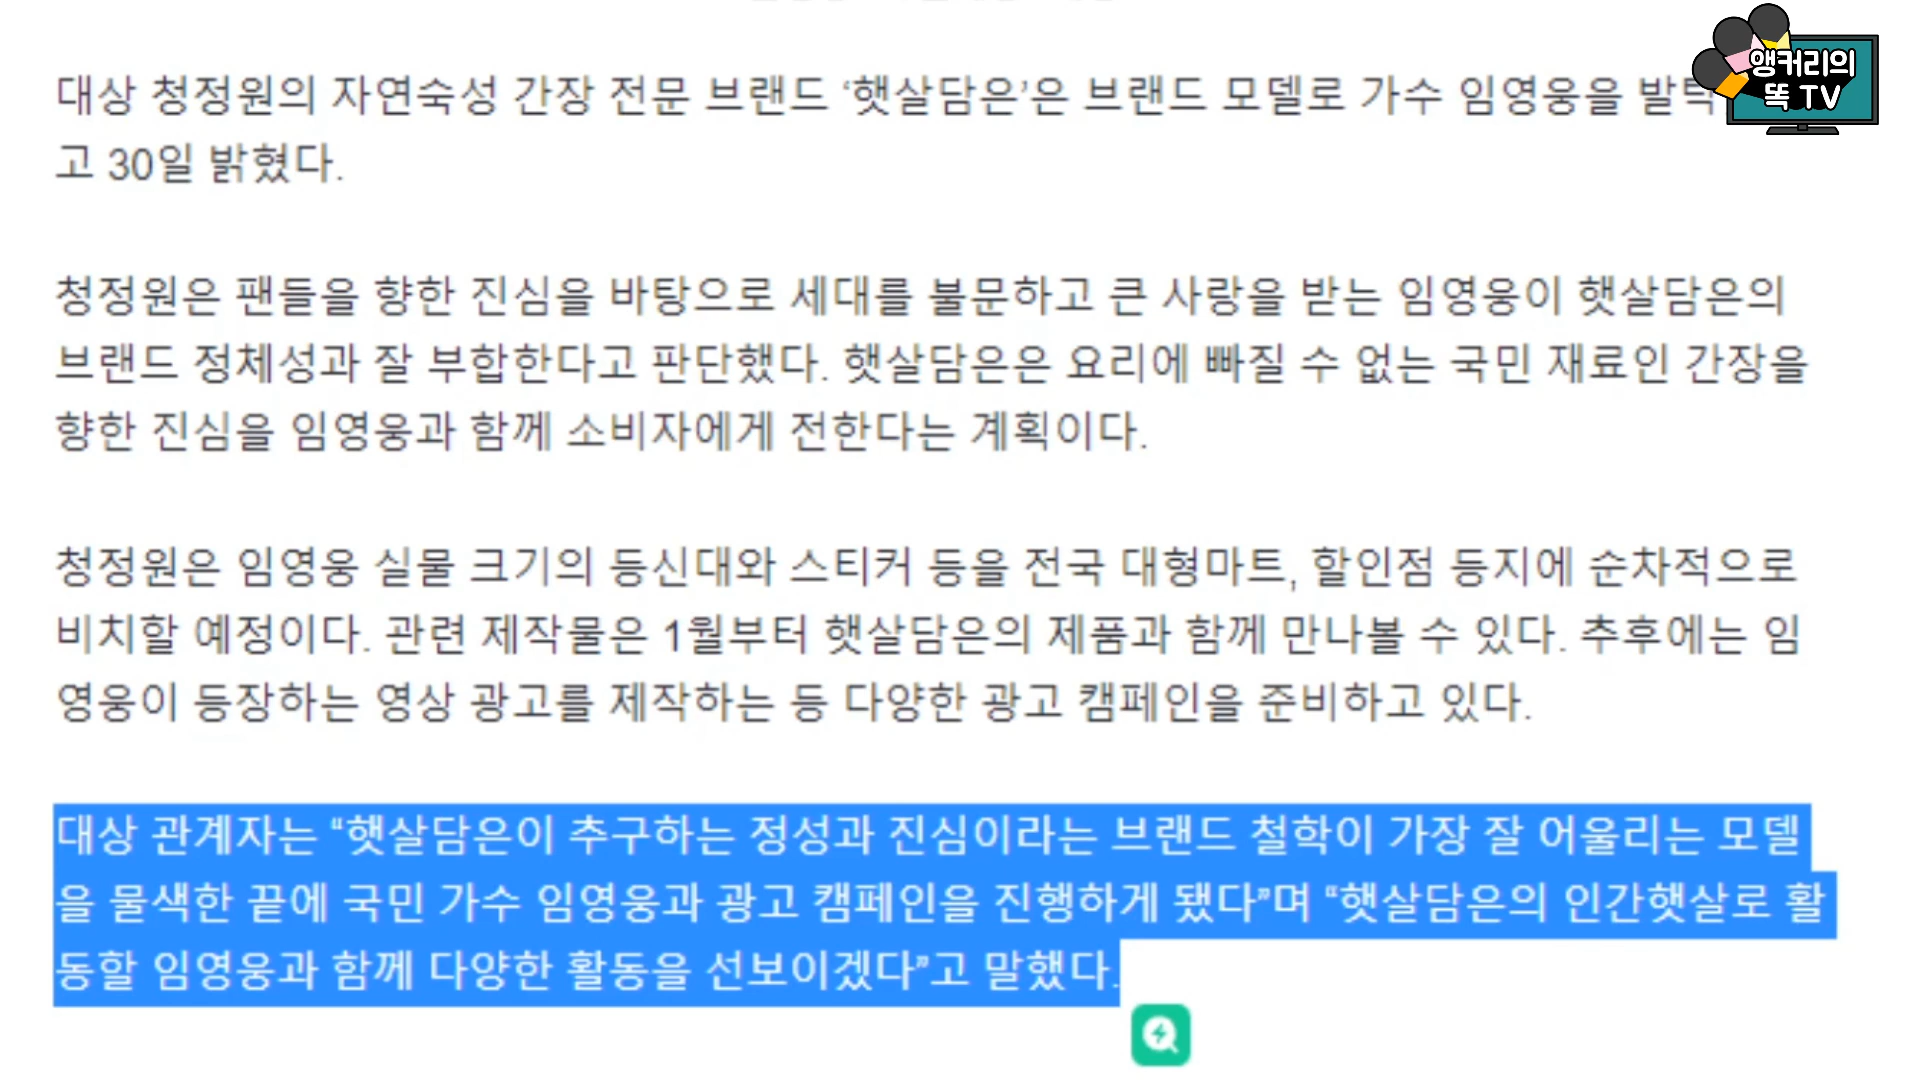 대상 청정원의 자연숙성 간장 전문 브랜드 ‘햇살담은’은 브랜드 모델로 가수 임영웅을
고 30일 밝혔다.
청정원은 팬들을 향한 진심을 바탕으로 세대를 불문하고 큰 사랑을 받는 임영웅이 햇살담은의
브랜드 정체성과 잘 부합한다고 판단했다. 햇살담은은 요리에 빠질 수 없는 국민 재료인 간장을
향한 진심을 임영웅과 함께 소비자에게 전한다는 계획이다.
청정원은 임영웅 실물 크기의 등신대와 스티커 등을 전국 대형마트, 할인점 등지에 순차적으로
비치할 예정이다. 관련 제작물은 1월부터 햇살담은의 제품과 함께 만나볼 수 있다. 추후에는 임
영웅이 등장하는 영상 광고를 제작하는 등 다양한 광고 캠페인을 준비하고 있다.
대상 관계자는 “햇살담은이 추구하는 정성과 진심이라는 브랜드 철학이 가장 잘 어울리는 모델
을 물색한 끝에 국민 가수 임영웅과 광고 캠페인을 진행하게 됐다”며 “햇살담은의 인간햇살로 활
동할 임영웅과 함께 다양한 활동을 선보이겠다”고 말했다.
앵커리의
똑 TV